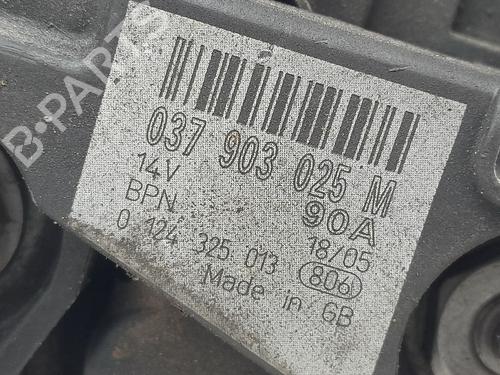 B-PARTS
037 903 025 M
14V 90A
BPN 18/05
0 124 325 013 806
Made in GB